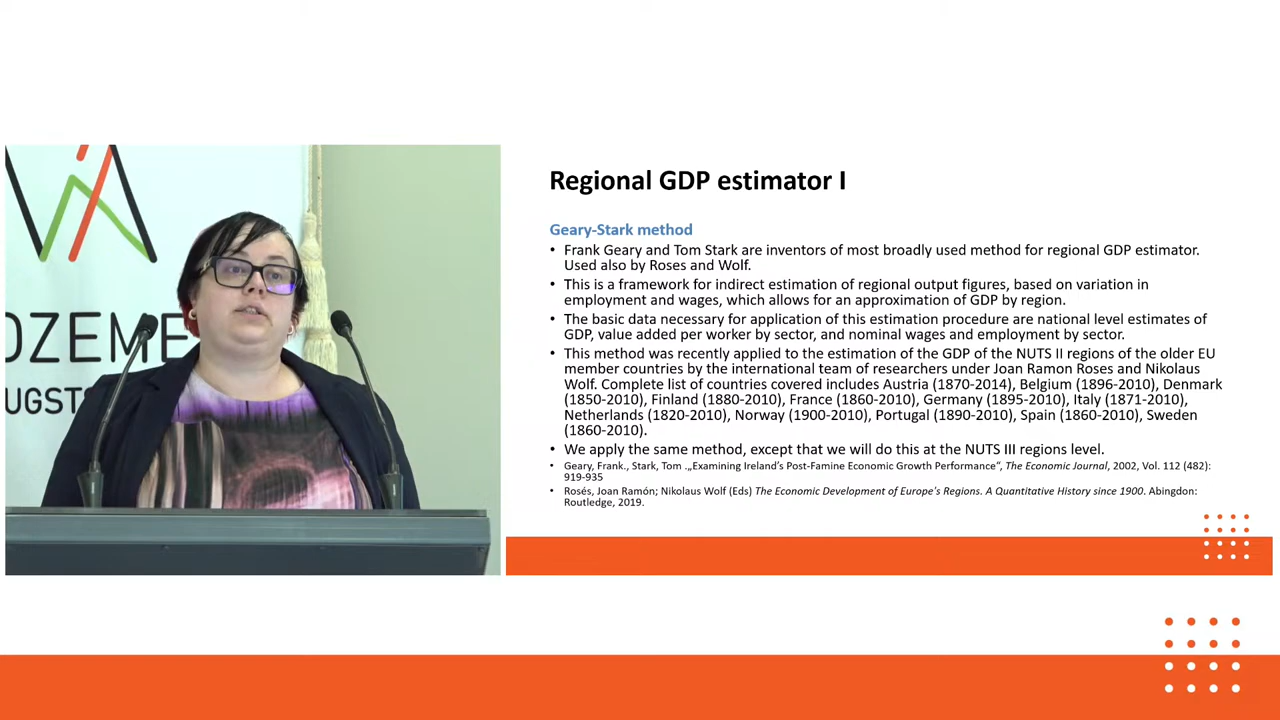 OZEME
UGSTS
Regional GDP estimator I
Geary-Stark method
• Frank Geary and Tom Stark are inventors of most broadly used method for regional GDP estimator.
Used also by Roses and Wolf.
• This is a framework for indirect estimation of regional output figures, based on variation in
employment and wages, which allows for an approximation of GDP by region.
• The basic data necessary for application of this estimation procedure are national level estimates of
GDP, value added per worker by sector, and nominal wages and employment by sector.
• This method was recently applied to the estimation of the GDP of the NUTS II regions of the older EU
member countries by the international team of researchers under Joan Ramon Roses and Nikolaus
Wolf. Complete list of countries covered includes Austria (1870-2014), Belgium (1896-2010), Denmark
(1850-2010), Finland (1880-2010), France (1860-2010), Germany (1895-2010), Italy (1871-2010),
Netherlands (1820-2010), Norway (1900-2010), Portugal (1890-2010), Spain (1860-2010), Sweden
(1860-2010).
• We apply the same method, except that we will do this at the NUTS III regions level.
• Geary, Frank., Stark, Tom .„Examining Ireland's Post-Famine Economic Growth Performance“, The Economic Journal, 2002, Vol. 112 (482):
919-935
• Rosés, Joan Ramón; Nikolaus Wolf (Eds) The Economic Development of Europe's Regions. A Quantitative History since 1900. Abingdon:
Routledge, 2019.